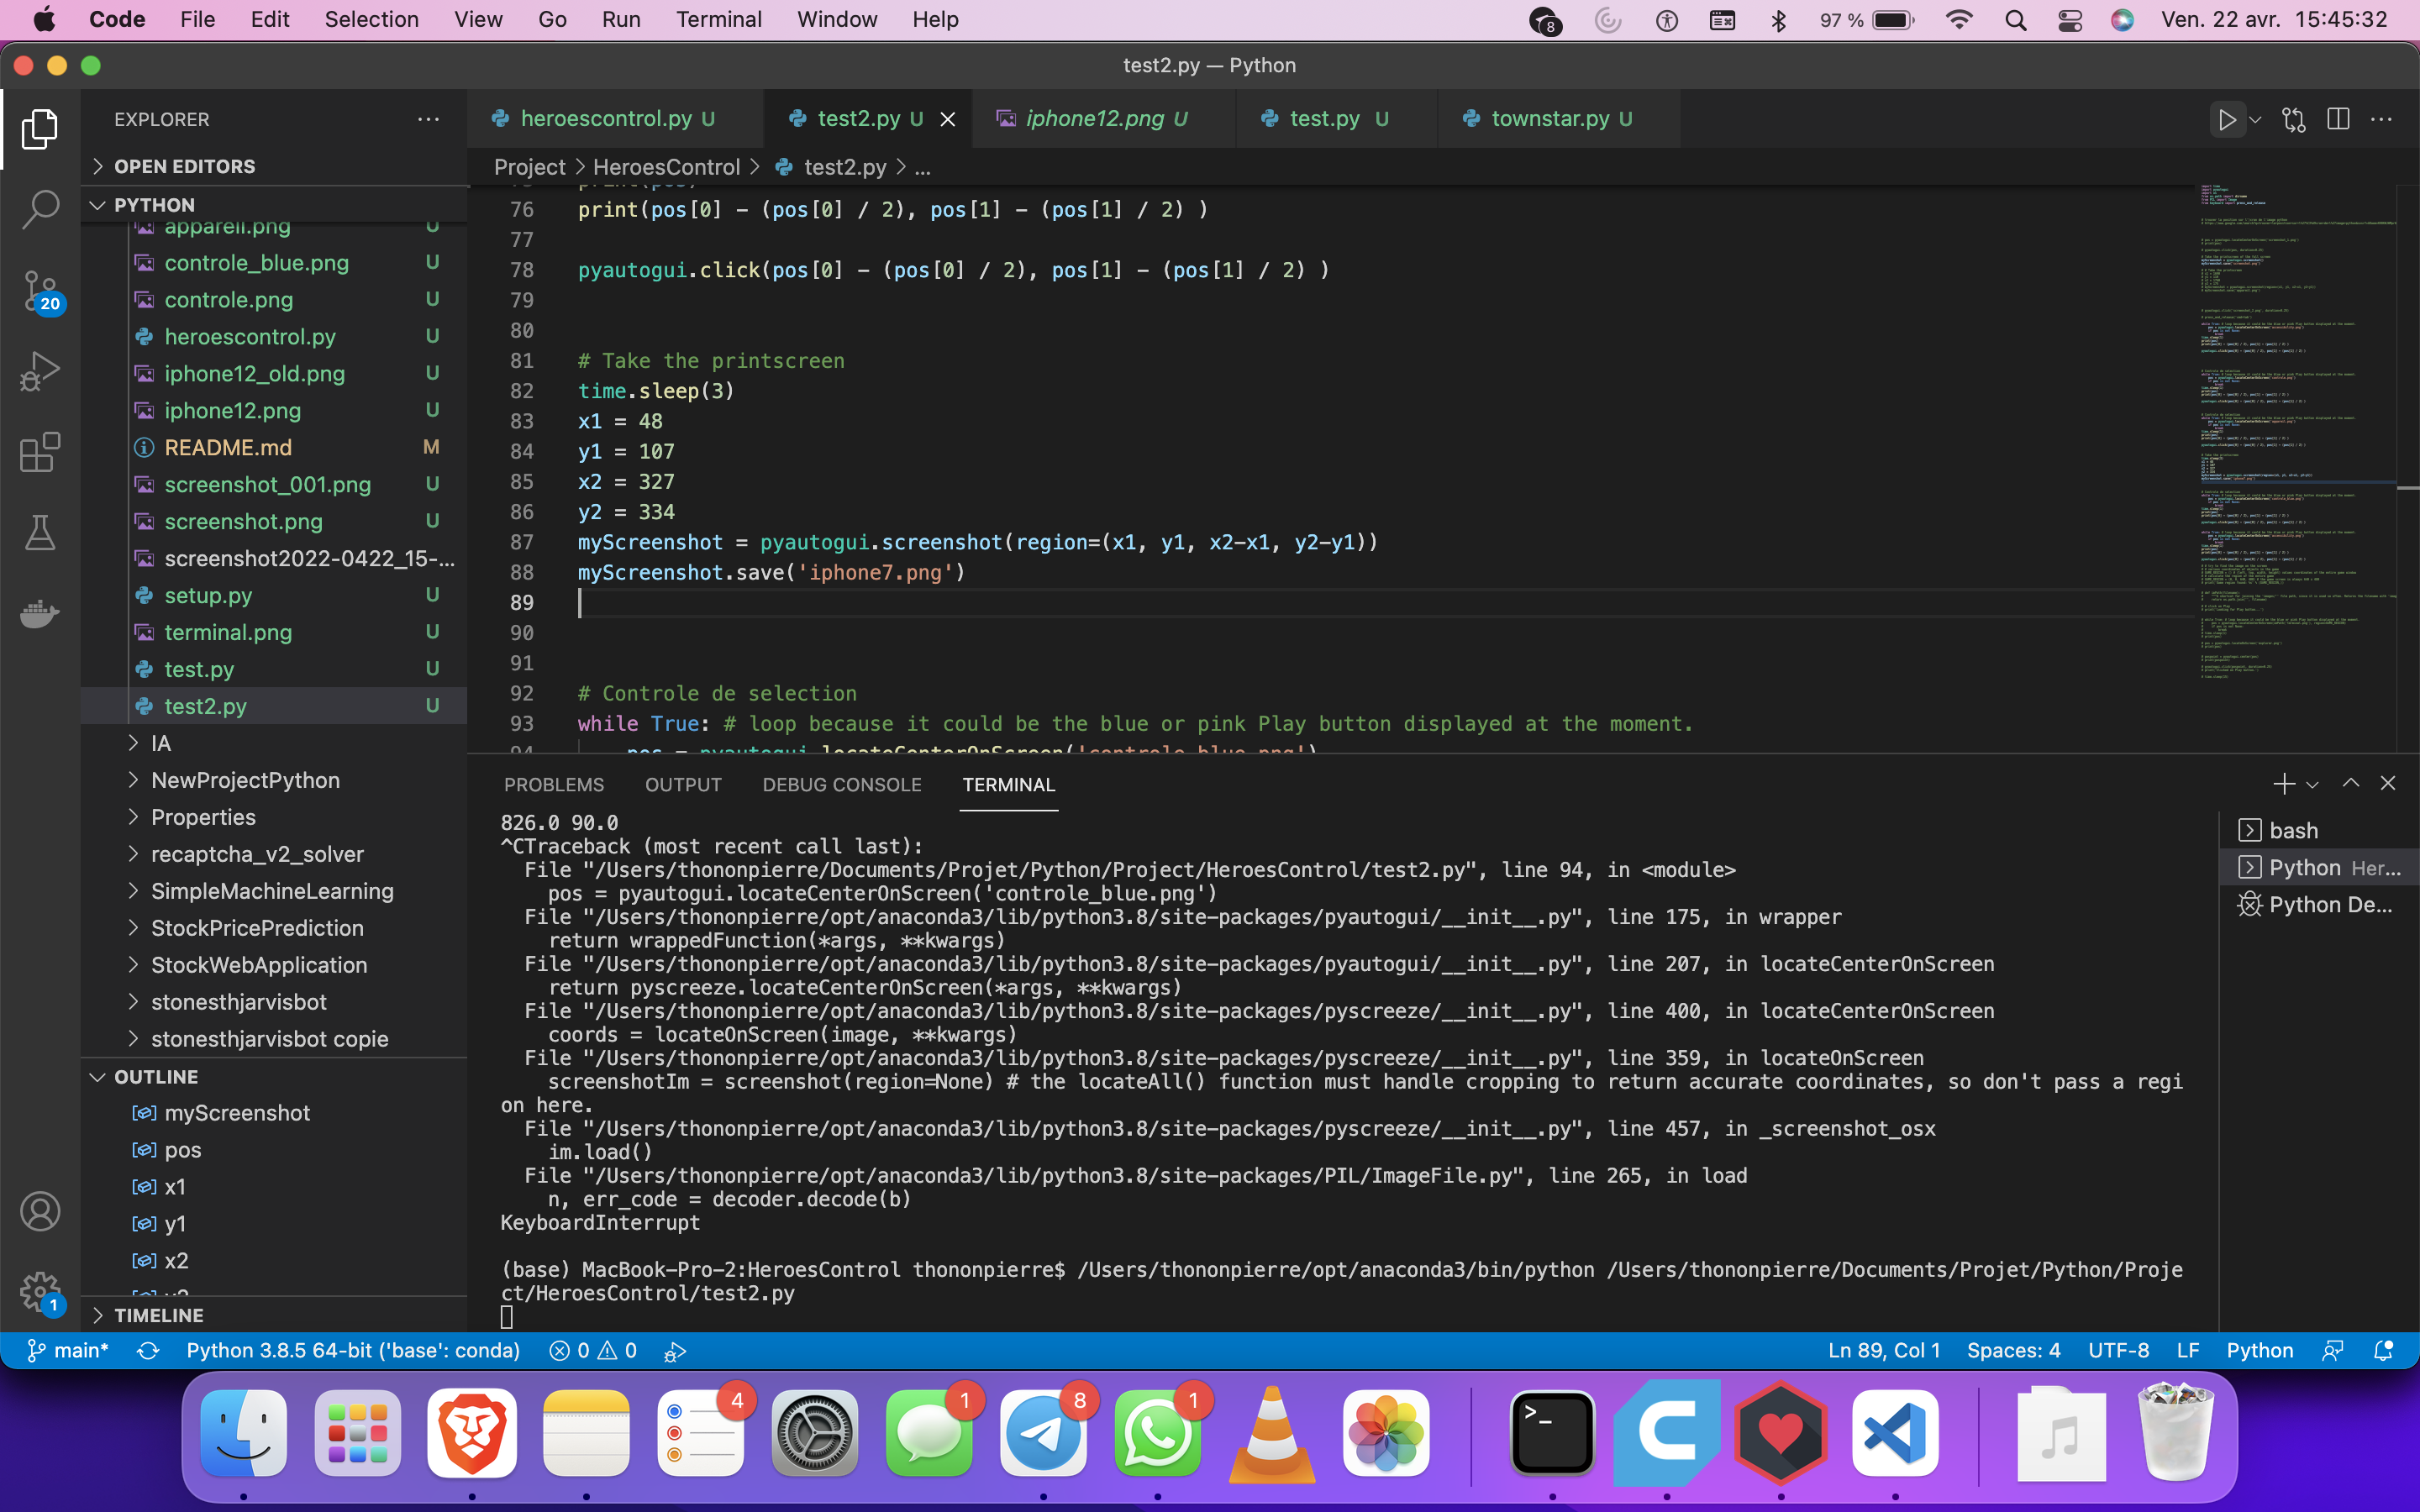 Code File Edit Selection View Go Run Terminal Window Help 8 97 % Ven. 22 avr. 15:45:32
test2.py — Python
EXPLORER
heroescontrol.py U test2.py U iphone12.png U test.py U townstar.py U
OPEN EDITORS
Project > HeroesControl > test2.py > ...
PYTHON
appareil.png U
controle_blue.png U
controle.png U
heroescontrol.py U
iphone12_old.png U
iphone12.png U
README.md M
screenshot_001.png U
screenshot.png U
screenshot2022-0422_15-...
setup.py U
terminal.png U
test.py U
test2.py U
IA
NewProjectPython
Properties
recaptcha_v2_solver
SimpleMachineLearning
StockPricePrediction
StockWebApplication
stonesthjarvisbot
stonesthjarvisbot copie
OUTLINE
myScreenshot
pos
x1
y1
x2
y2
TIMELINE
20
1
75 print(pos)
76 print(pos[0] - (pos[0] / 2), pos[1] - (pos[1] / 2) )
77
78 pyautogui.click(pos[0] - (pos[0] / 2), pos[1] - (pos[1] / 2) )
79
80
81 # Take the printscreen
82 time.sleep(3)
83 x1 = 48
84 y1 = 107
85 x2 = 327
86 y2 = 334
87 myScreenshot = pyautogui.screenshot(region=(x1, y1, x2-x1, y2-y1))
88 myScreenshot.save('iphone7.png')
89
90
91
92 # Controle de selection
93 while True: # loop because it could be the blue or pink Play button displayed at the moment.
94 pos = pyautogui.locateCenterOnScreen('controle_blue.png')
PROBLEMS OUTPUT DEBUG CONSOLE TERMINAL
826.0 90.0
^CTraceback (most recent call last):
File "/Users/thononpierre/Documents/Projet/Python/Project/HeroesControl/test2.py", line 94, in <module>
pos = pyautogui.locateCenterOnScreen('controle_blue.png')
File "/Users/thononpierre/opt/anaconda3/lib/python3.8/site-packages/pyautogui/__init__.py", line 175, in wrapper
return wrappedFunction(*args, **kwargs)
File "/Users/thononpierre/opt/anaconda3/lib/python3.8/site-packages/pyautogui/__init__.py", line 207, in locateCenterOnScreen
return pyscreeze.locateCenterOnScreen(*args, **kwargs)
File "/Users/thononpierre/opt/anaconda3/lib/python3.8/site-packages/pyscreeze/__init__.py", line 400, in locateCenterOnScreen
coords = locateOnScreen(image, **kwargs)
File "/Users/thononpierre/opt/anaconda3/lib/python3.8/site-packages/pyscreeze/__init__.py", line 359, in locateOnScreen
screenshotIm = screenshot(region=None) # the locateAll() function must handle cropping to return accurate coordinates, so don't pass a regi
on here.
File "/Users/thononpierre/opt/anaconda3/lib/python3.8/site-packages/pyscreeze/__init__.py", line 457, in _screenshot_osx
im.load()
File "/Users/thononpierre/opt/anaconda3/lib/python3.8/site-packages/PIL/ImageFile.py", line 265, in load
n, err_code = decoder.decode(b)
KeyboardInterrupt
(base) MacBook-Pro-2:HeroesControl thononpierre$ /Users/thononpierre/opt/anaconda3/bin/python /Users/thononpierre/Documents/Projet/Python/Proje
ct/HeroesControl/test2.py
bash
Python Her...
Python De...
main* Python 3.8.5 64-bit ('base': conda) 0 0 Ln 89, Col 1 Spaces: 4 UTF-8 LF Python
4 1 8 1